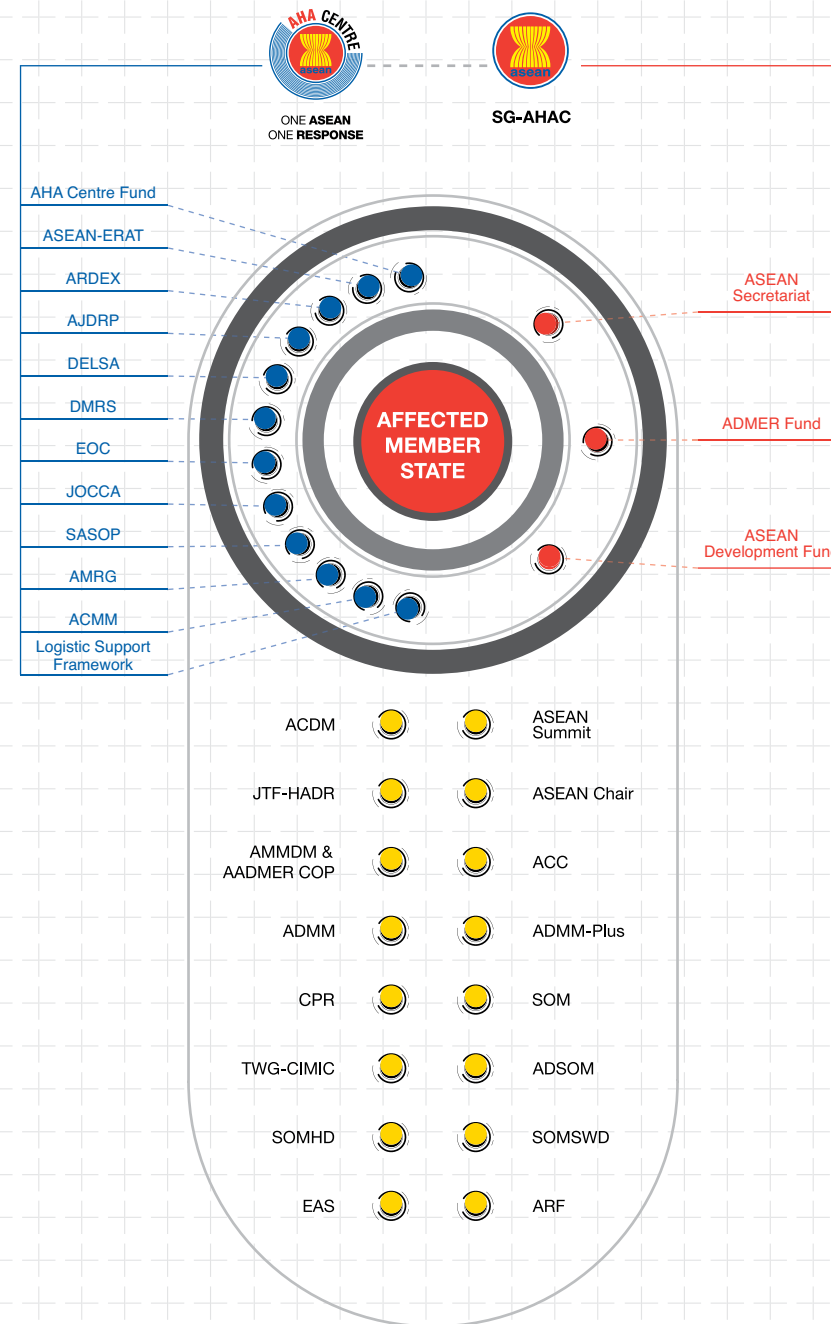 AHA CENTRE
asean
ONE ASEAN
ONE RESPONSE
asean
SG-AHAC
AHA Centre Fund
ASEAN-ERAT
ARDEX
AJDRP
DELSA
DMRS
EOC
JOCCA
SASOP
AMRG
ACMM
Logistic Support
Framework
AFFECTED
MEMBER
STATE
ASEAN
Secretariat
ADMER Fund
ASEAN
Development Fun
ACDM
ASEAN
Summit
JTF-HADR
ASEAN Chair
AMMDM &
AADMER COP
ACC
ADMM
ADMM-Plus
CPR
SOM
TWG-CIMIC
ADSOM
SOMHD
SOMSWD
EAS
ARF